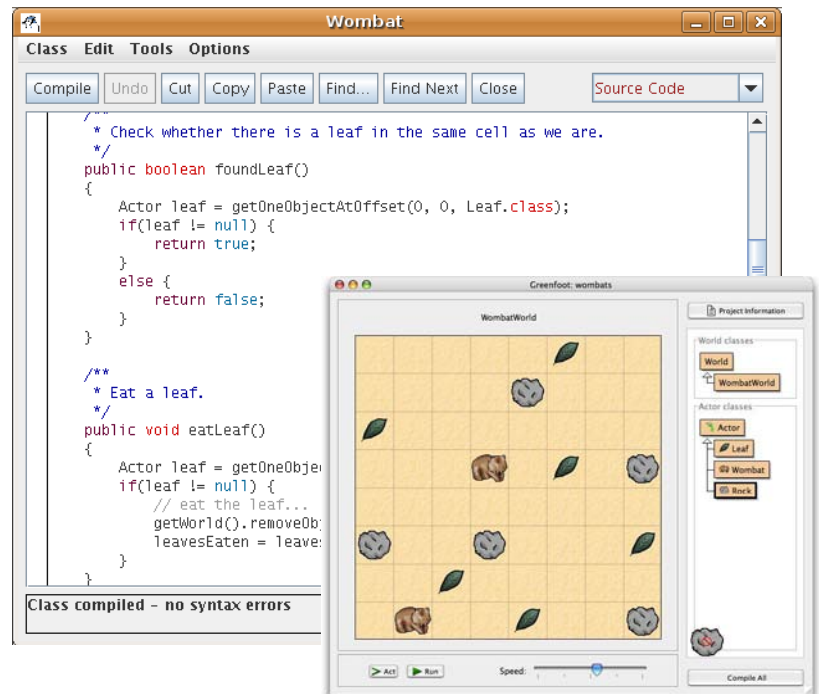 Wombat
Class Edit Tools Options
Compile Undo Cut Copy Paste Find... Find Next Close Source Code
/**
* Check whether there is a leaf in the same cell as we are.
*/
public boolean foundLeaf()
{
Actor leaf = getOneObjectAtOffset(0, 0, Leaf.class);
if(leaf != null) {
return true;
}
else {
return false;
}
}
/**
* Eat a leaf.
*/
public void eatLeaf()
{
Actor leaf = getOneObje
if(leaf != null) {
// eat the leaf...
getWorld().removeOb
leavesEaten = leave
}
}
Class compiled - no syntax errors
Greenfoot: wombats
WombatWorld
Project Information
World classes
World
WombatWorld
Actor classes
Actor
Leaf
Wombat
Rock
Act Run Speed:
Compile All